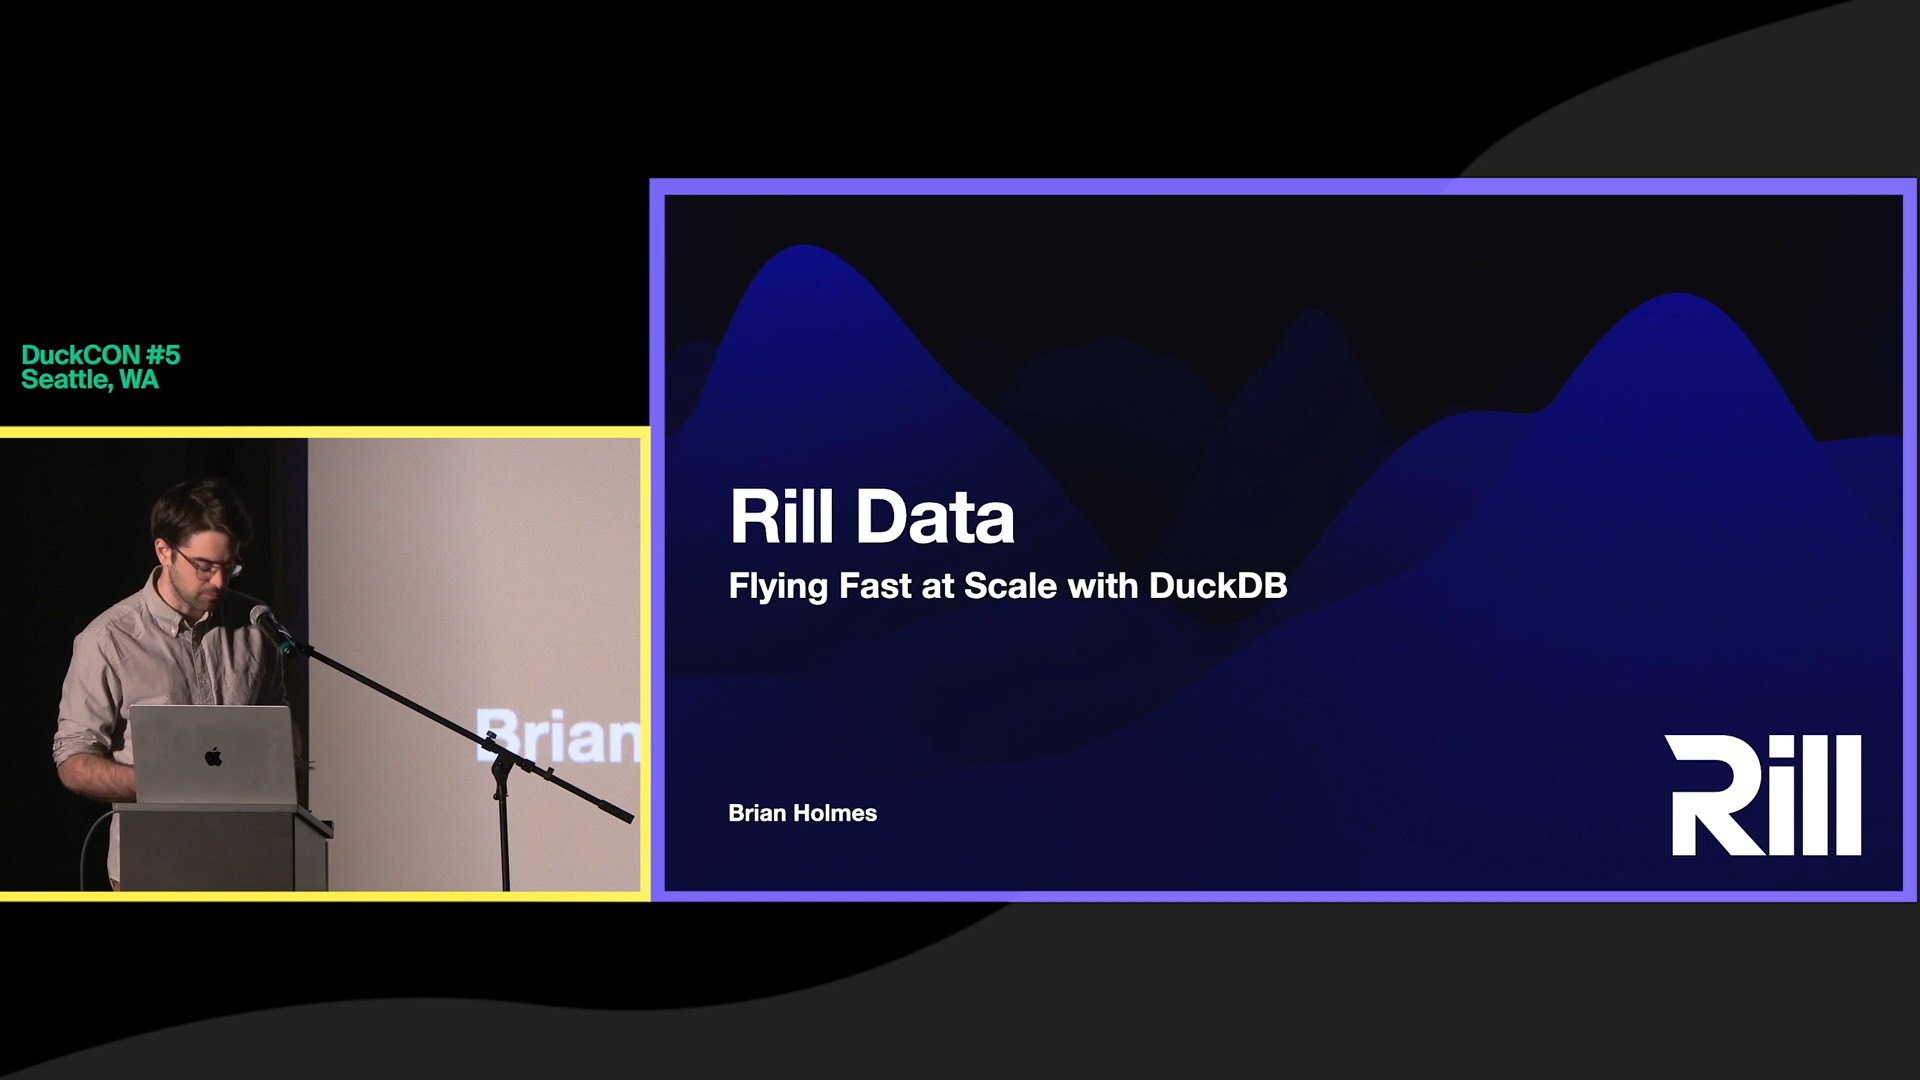 DuckCON #5
Seattle, WA
Brian
Rill Data
Flying Fast at Scale with DuckDB
Brian Holmes
Rill